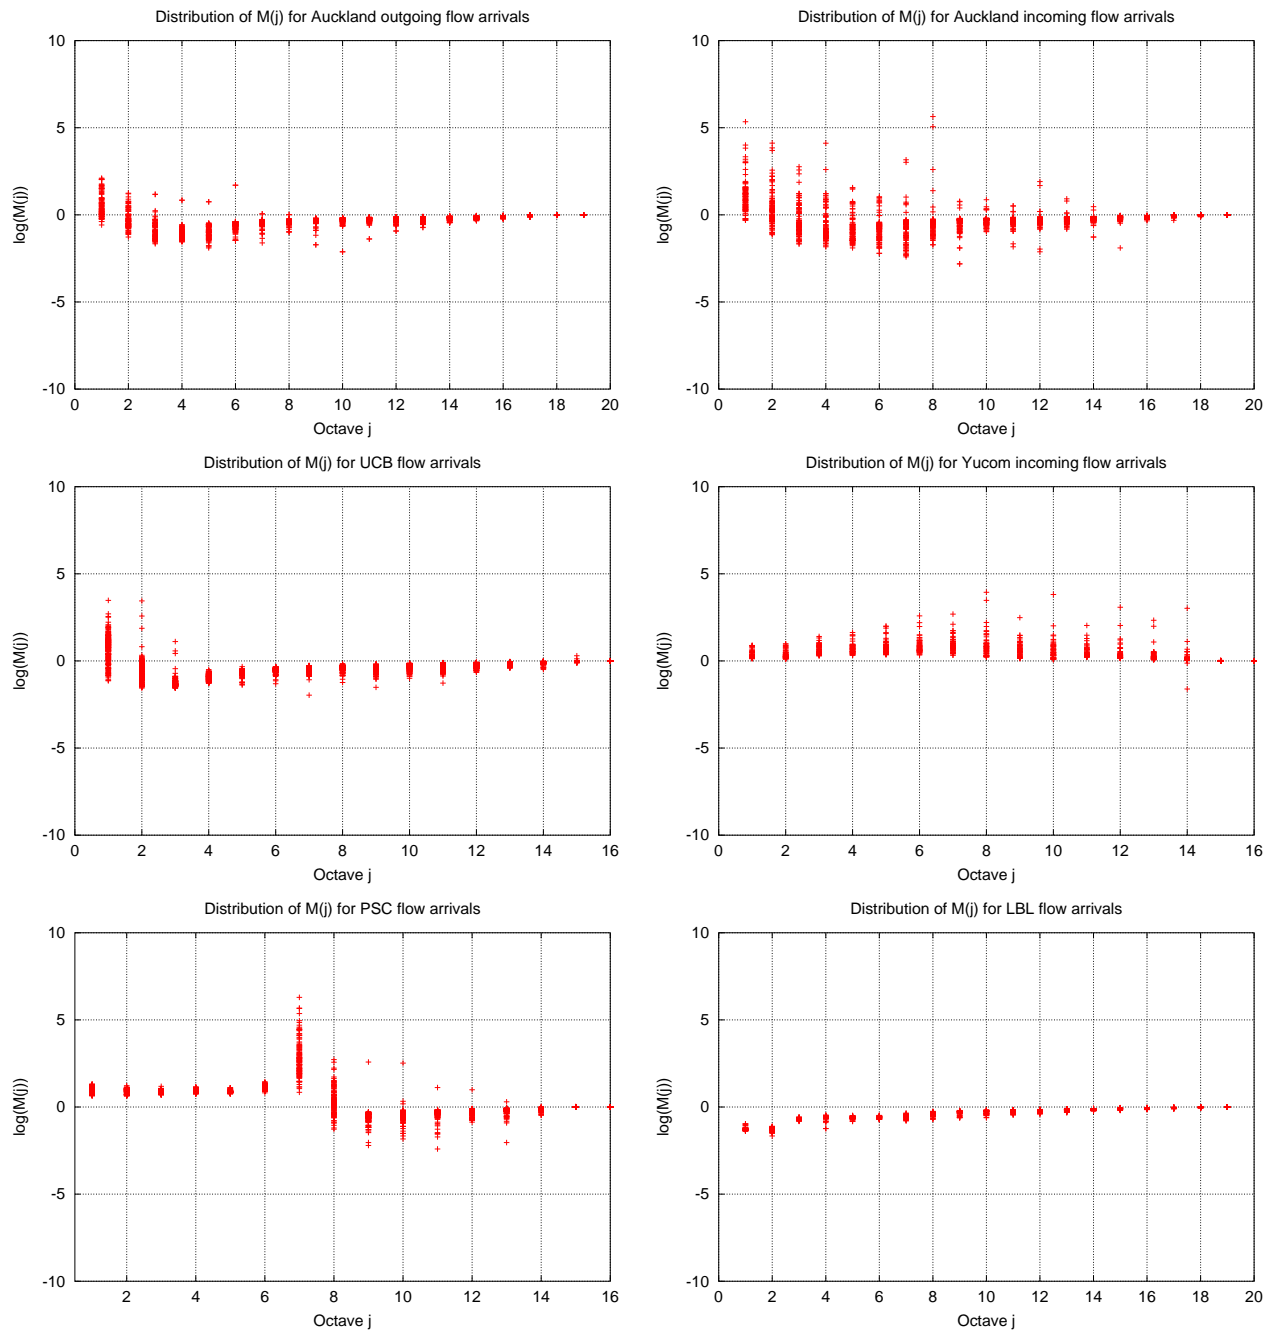 Distribution of M(j) for Auckland outgoing flow arrivals
10
5
0
-5
-10
log(M(j))
0 2 4 6 8 10 12 14 16 18 20
Octave j
Distribution of M(j) for Auckland incoming flow arrivals
10
5
0
-5
-10
log(M(j))
0 2 4 6 8 10 12 14 16 18 20
Octave j
Distribution of M(j) for UCB flow arrivals
10
5
0
-5
-10
log(M(j))
0 2 4 6 8 10 12 14 16
Octave j
Distribution of M(j) for Yucom incoming flow arrivals
10
5
0
-5
-10
log(M(j))
0 2 4 6 8 10 12 14 16
Octave j
Distribution of M(j) for PSC flow arrivals
10
5
0
-5
-10
log(M(j))
2 4 6 8 10 12 14 16
Octave j
Distribution of M(j) for LBL flow arrivals
10
5
0
-5
-10
log(M(j))
0 2 4 6 8 10 12 14 16 18 20
Octave j